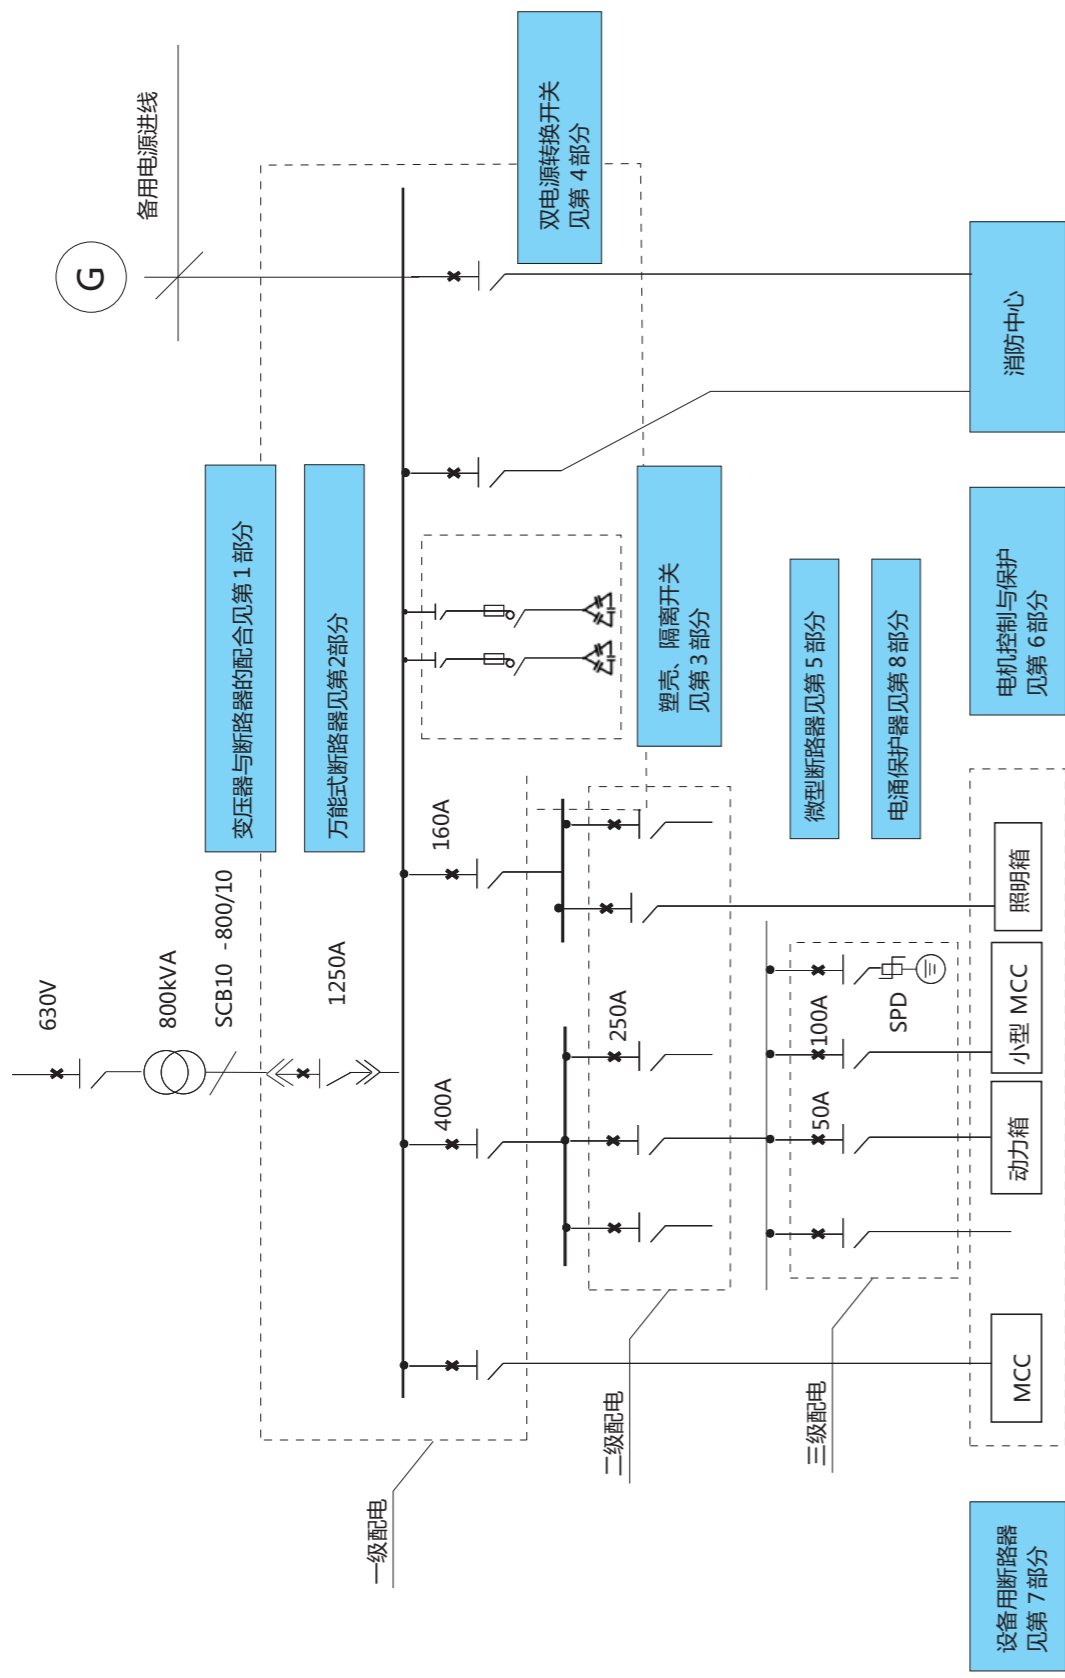 630V
800kVA
SCB10 -800/10
1250A
备用电源进线
G
变压器与断路器的配合见第 1 部分
万能式断路器见第2部分
双电源转换开关
见第 4 部分
一级配电
400A
160A
塑壳、隔离开关
见第 3 部分
二级配电
250A
微型断路器见第 5 部分
电涌保护器见第 8 部分
三级配电
50A
100A
SPD
MCC
动力箱
小型 MCC
照明箱
设备用断路器
见第 7 部分
电机控制与保护
见第 6 部分
消防中心